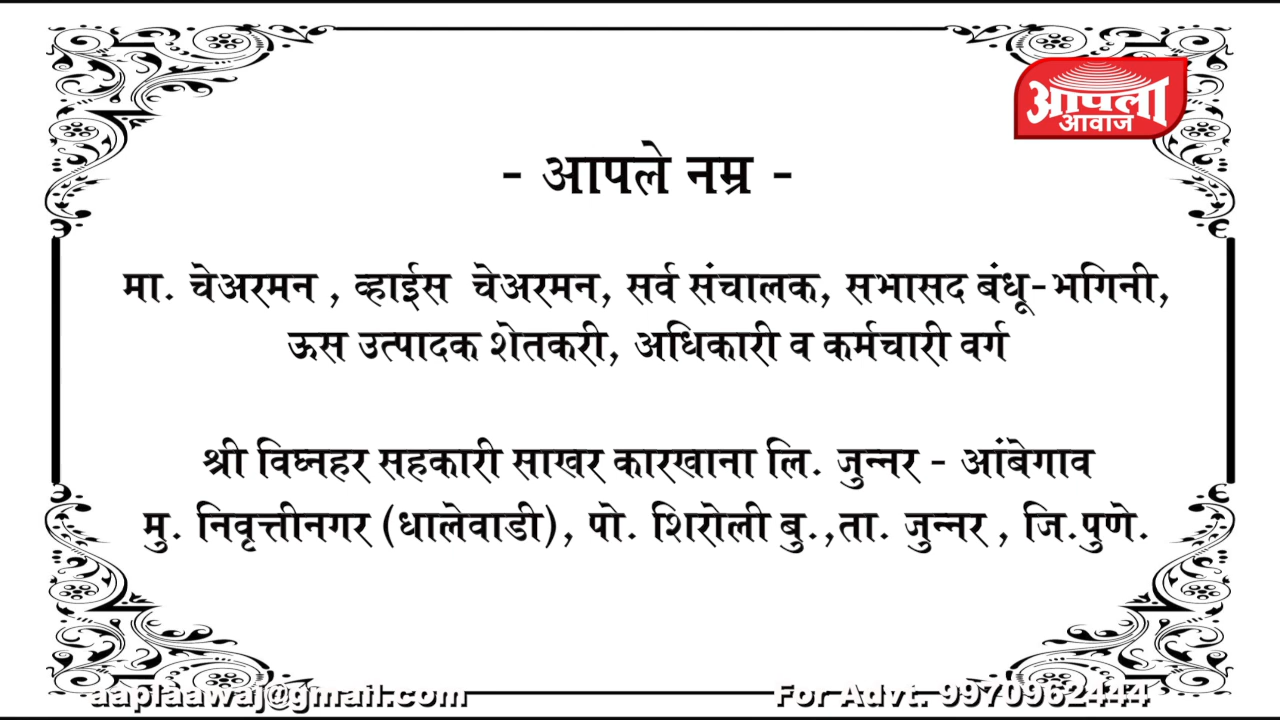 आपला
आवाज
- आपले नम्र -
मा. चेअरमन , व्हाईस चेअरमन, सर्व संचालक, सभासद बंधू-भगिनी,
ऊस उत्पादक शेतकरी, अधिकारी व कर्मचारी वर्ग
श्री विघ्नहर सहकारी साखर कारखाना लि. जुन्नर - आंबेगाव
मु. निवृत्तीनगर (धालेवाडी), पो. शिरोली बु.,ता. जुन्नर , जि.पुणे.
aaplaawaj@gmail.com
For Advt. 9970962444